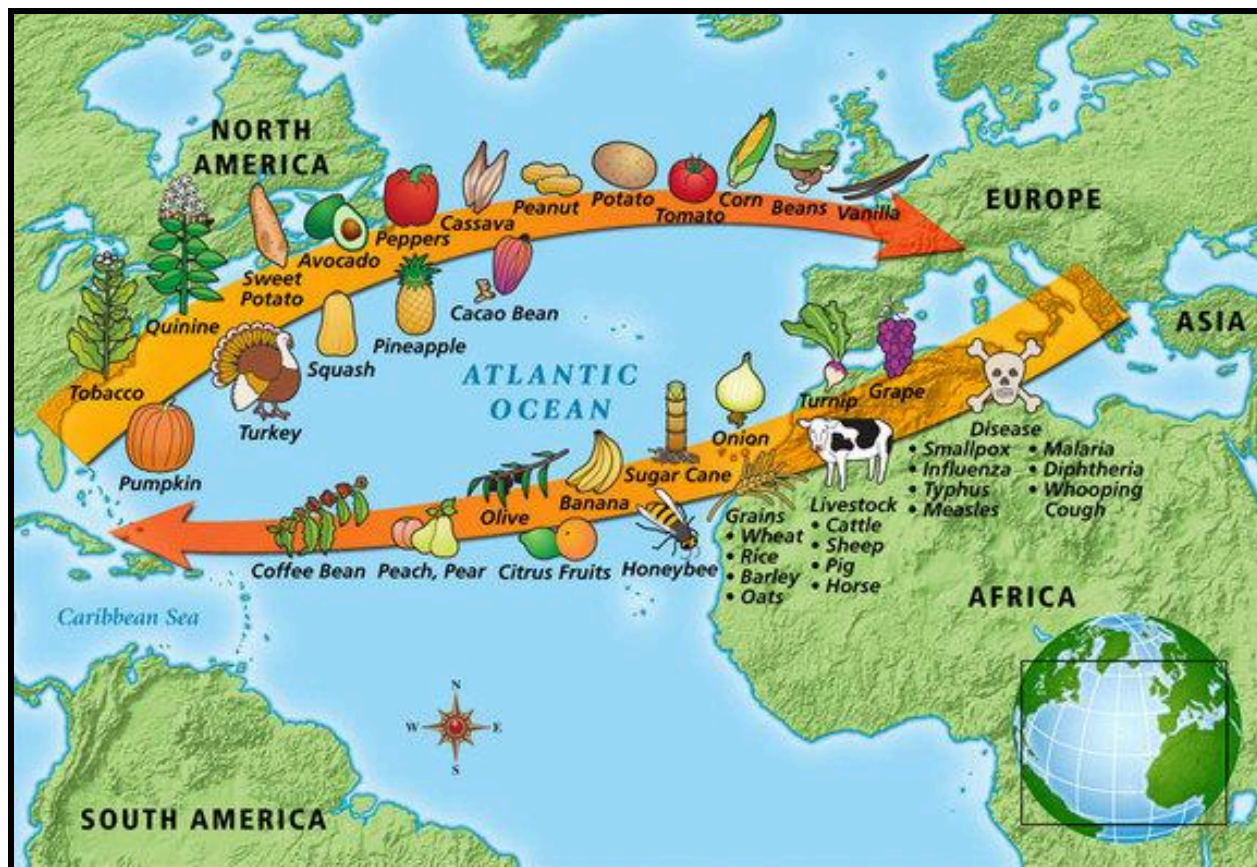 NORTH
AMERICA
EUROPE
ASIA
Tobacco
Quinine
Sweet
Potato
Avocado
Peppers
Cassava
Peanut
Potato
Tomato
Corn
Beans
Vanilla
Pumpkin
Turkey
Squash
Pineapple
Cacao Bean
ATLANTIC
OCEAN
Coffee Bean
Peach, Pear
Olive
Citrus Fruits
Banana
Honeybee
Sugar Cane
Onion
Grains
• Wheat
• Rice
• Barley
• Oats
Turnip
Livestock
• Cattle
• Sheep
• Pig
• Horse
Grape
Disease
• Smallpox
• Influenza
• Typhus
• Measles
• Malaria
• Diphtheria
• Whooping
Cough
AFRICA
Caribbean Sea
N
W
E
S
SOUTH AMERICA